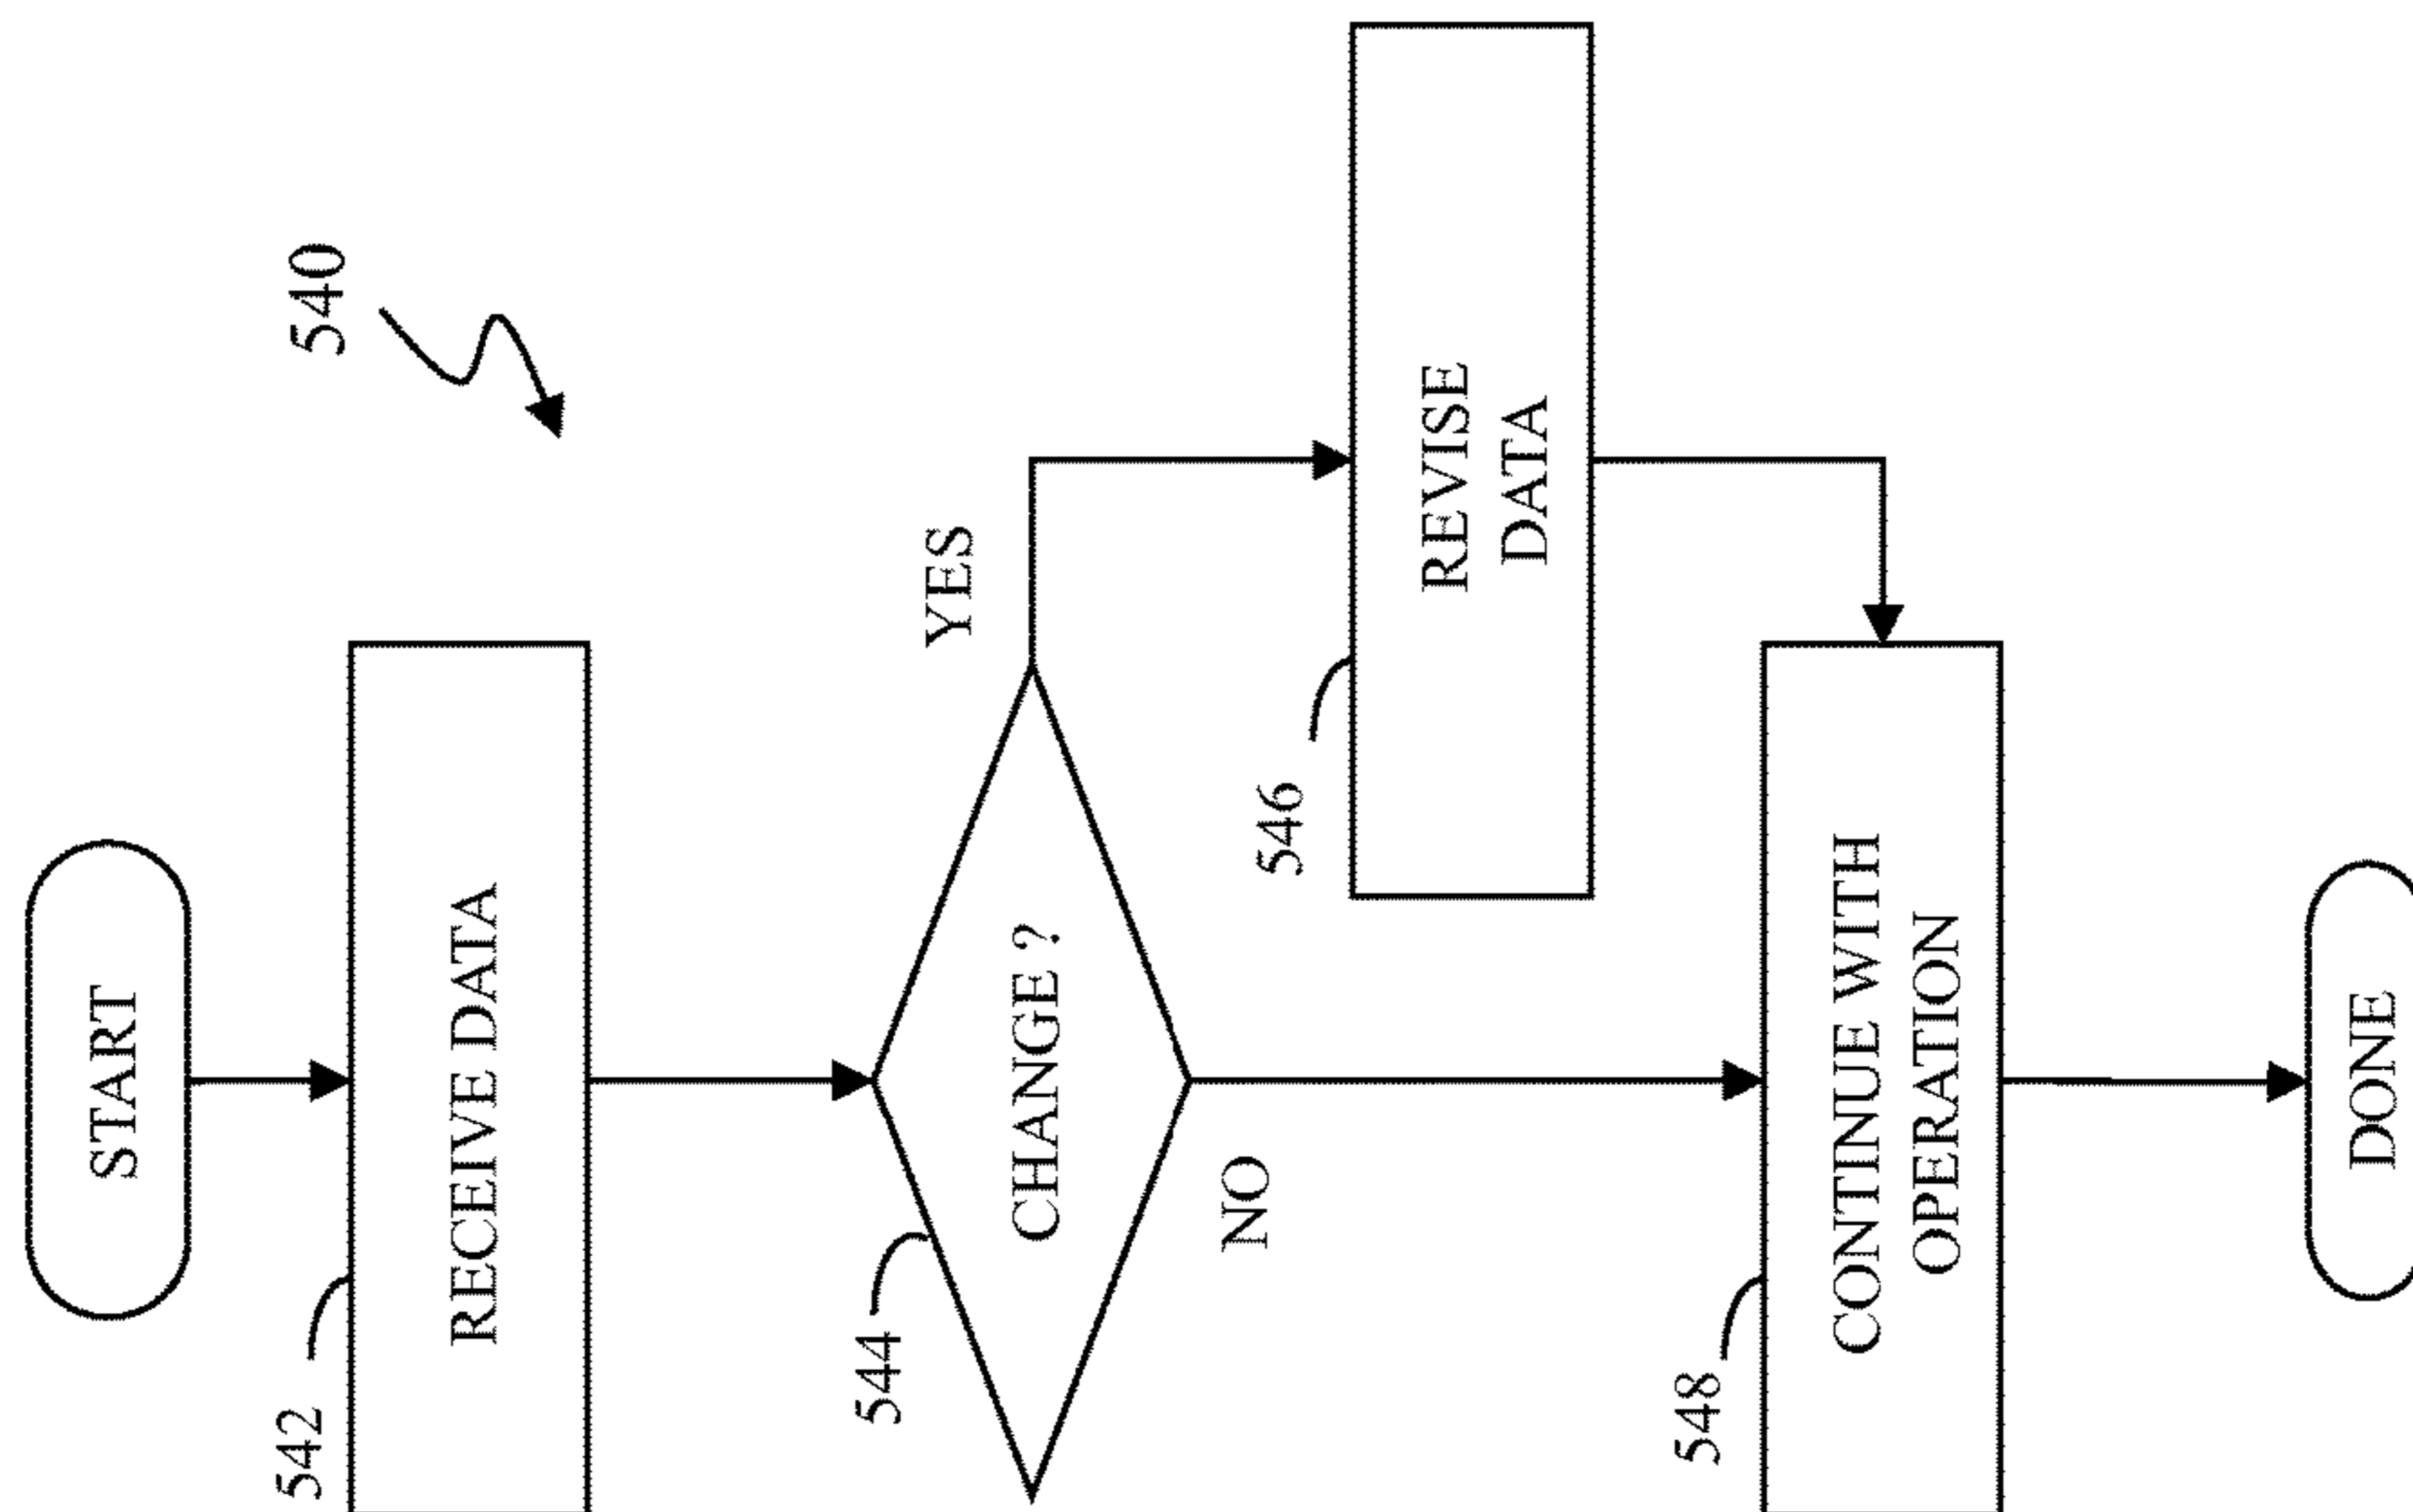 540
START
542
RECEIVE DATA
544
CHANGE ?
YES
NO
546
REVISE
DATA
548
CONTINUE WITH
OPERATION
DONE